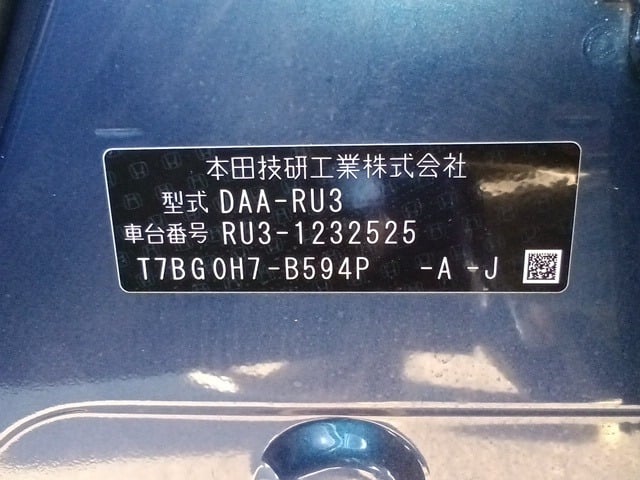 本田技研工業株式会社
型式 DAA-RU3
車台番号 RU3-1232525
T7BG0H7-B594P -A -J